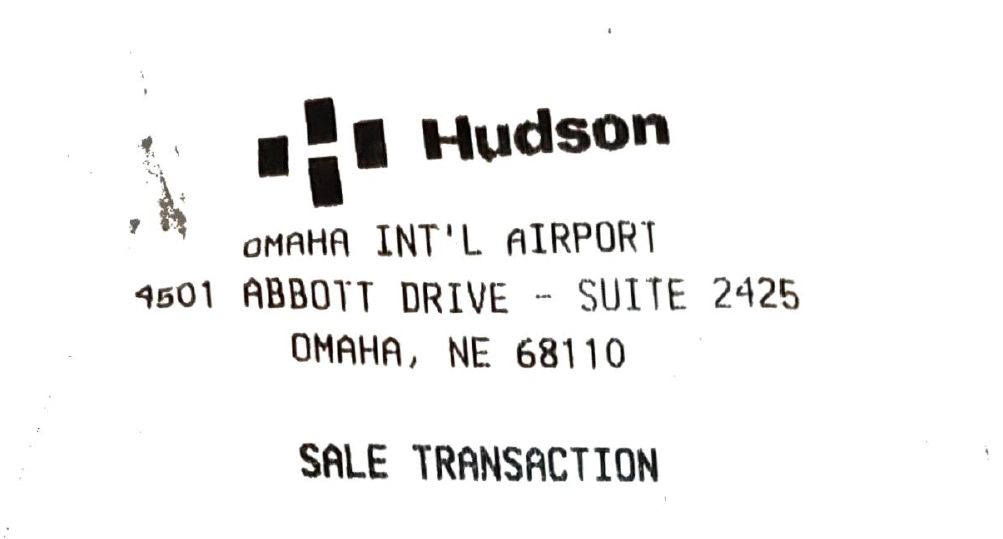 Hudson
OMAHA INT'L AIRPORT
4501 ABBOTT DRIVE - SUITE 2425
OMAHA, NE 68110
SALE TRANSACTION